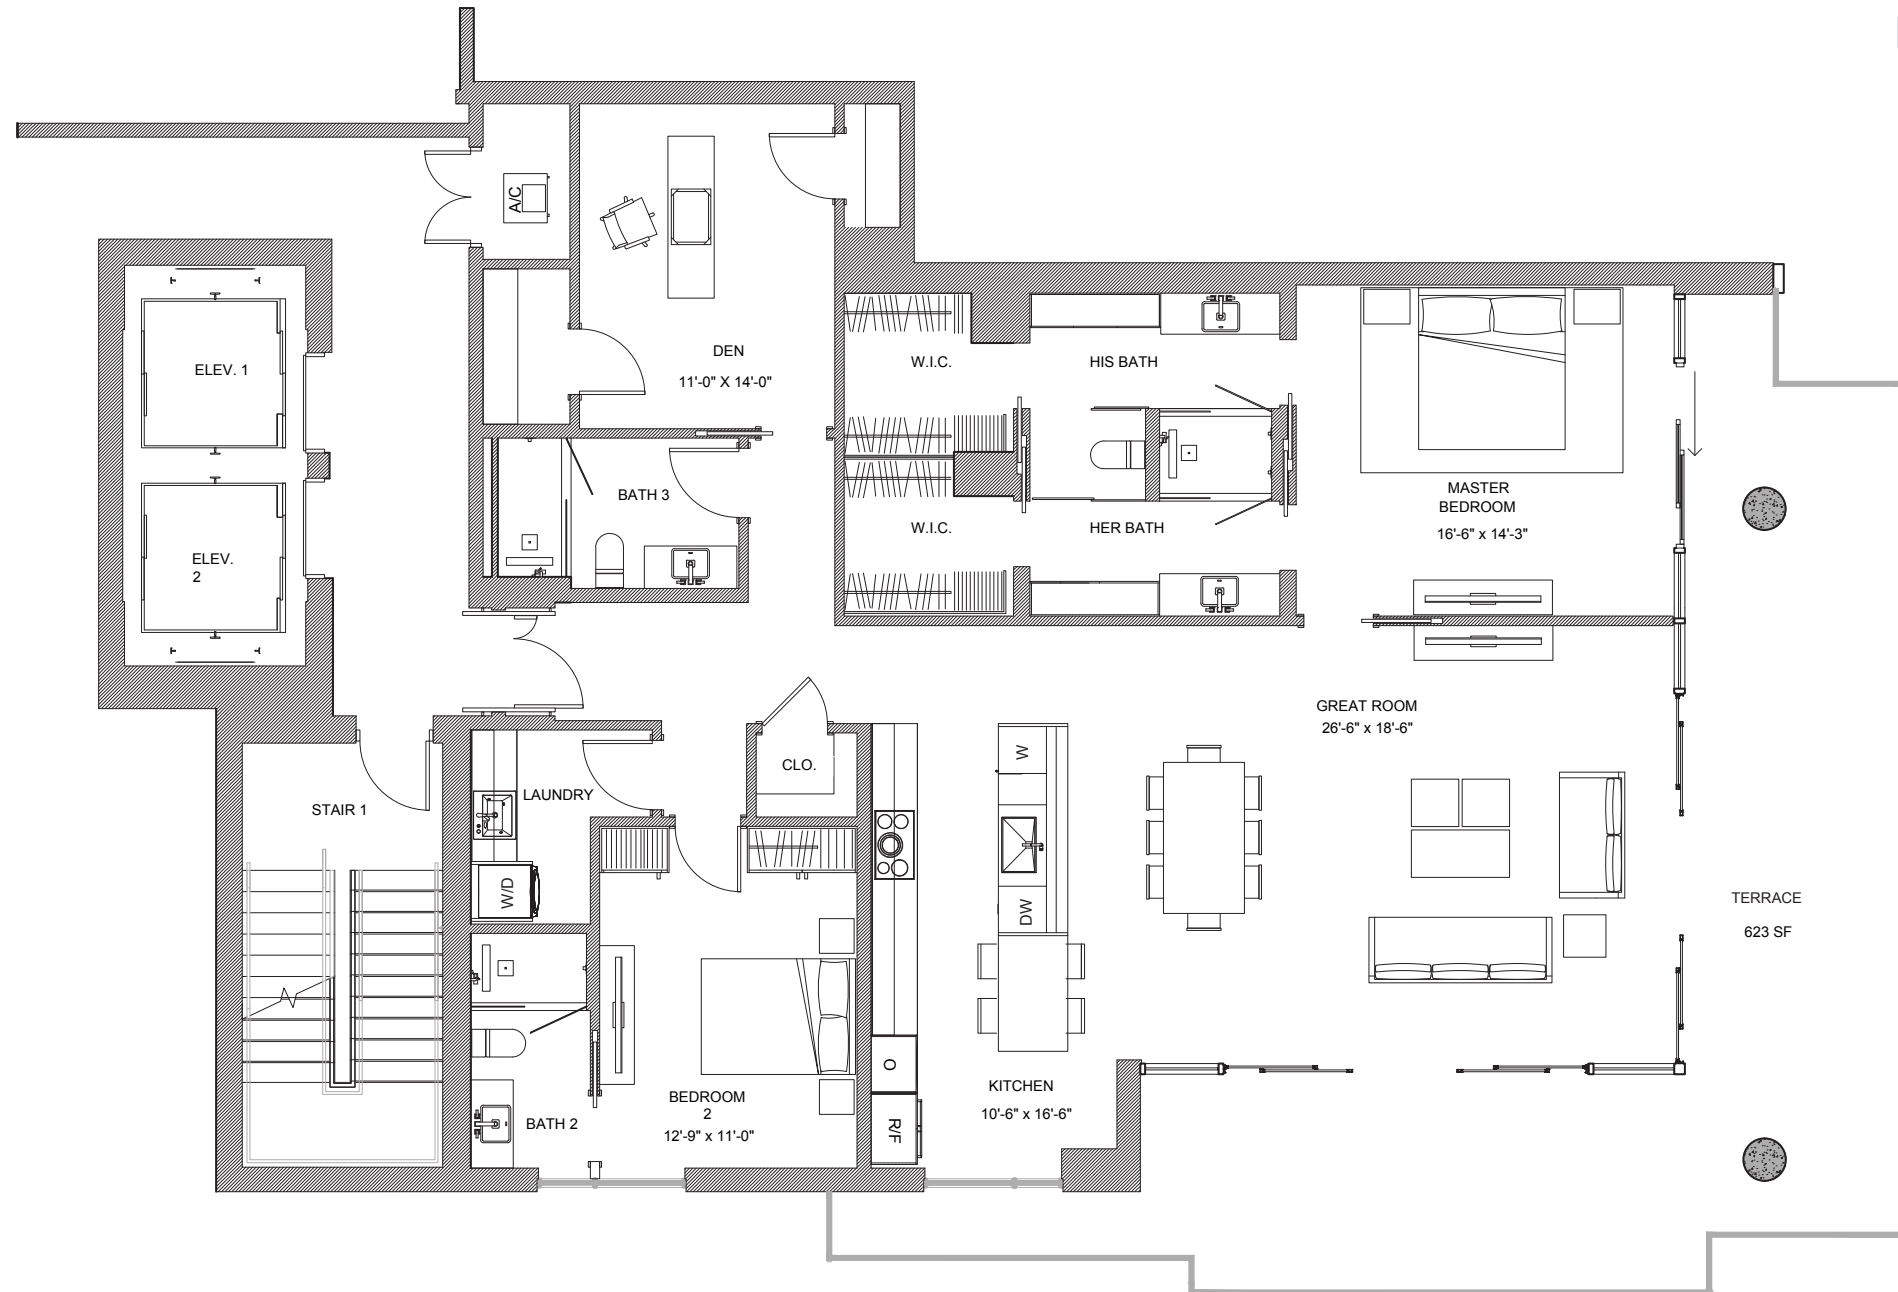 A/C
DEN
11'-0" X 14'-0"
ELEV. 1
ELEV.
2
W.I.C.
HIS BATH
BATH 3
W.I.C.
HER BATH
MASTER
BEDROOM
16'-6" x 14'-3"
GREAT ROOM
26'-6" x 18'-6"
CLO.
W
LAUNDRY
STAIR 1
W/D
DW
TERRACE
623 SF
O
KITCHEN
10'-6" x 16'-6"
BEDROOM
2
12'-9" x 11'-0"
BATH 2
R/F